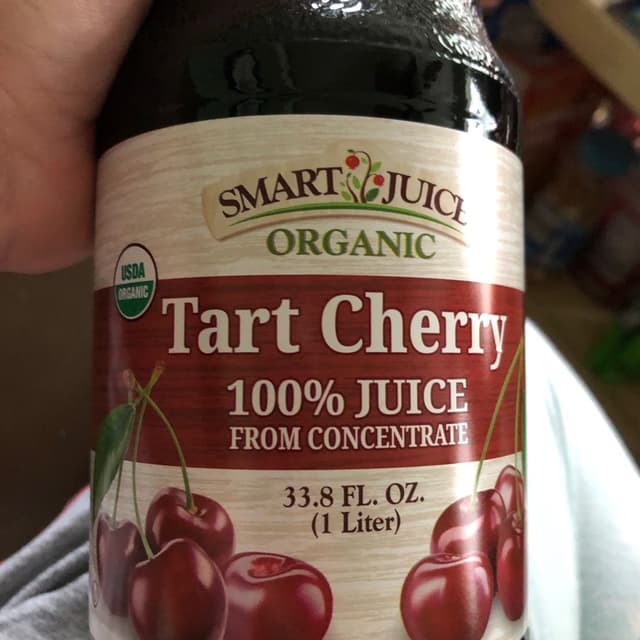 SMART JUICE
ORGANIC
USDA
ORGANIC
Tart Cherry
100% JUICE
FROM CONCENTRATE
33.8 FL. OZ.
(1 Liter)